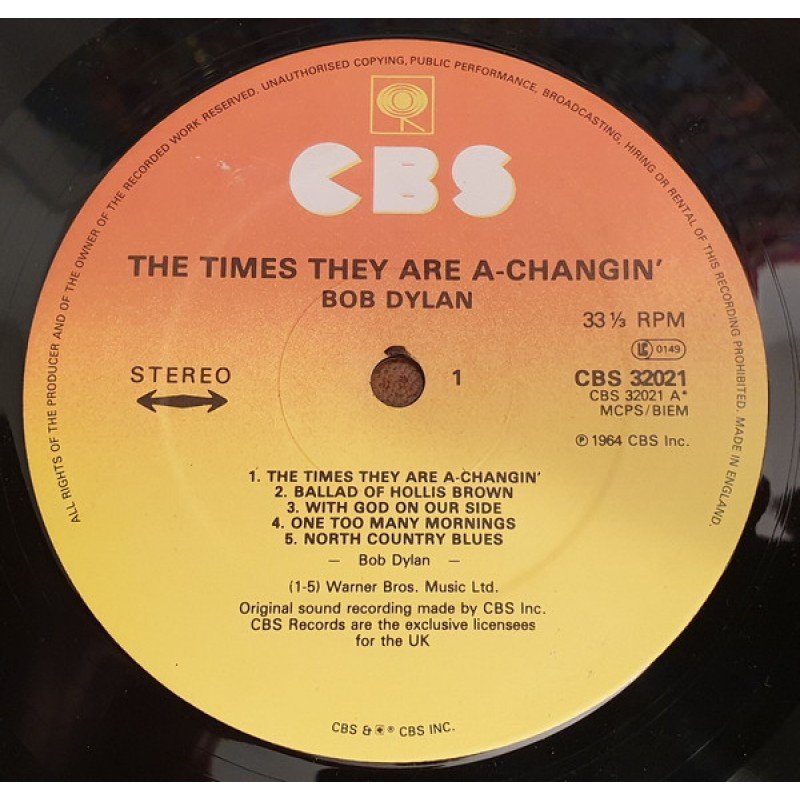 ALL RIGHTS OF THE PRODUCER AND OF THE OWNER OF THE RECORDED WORK RESERVED. UNAUTHORISED COPYING, PUBLIC PERFORMANCE, BROADCASTING, HIRING OR RENTAL OF THIS RECORDING PROHIBITED. MADE IN ENGLAND.
CBS
THE TIMES THEY ARE A-CHANGIN'
BOB DYLAN
33 ⅓ RPM
LC 0149
STEREO
1
CBS 32021
CBS 32021 A*
MCPS/BIEM
℗ 1964 CBS Inc.
1. THE TIMES THEY ARE A-CHANGIN'
2. BALLAD OF HOLLIS BROWN
3. WITH GOD ON OUR SIDE
4. ONE TOO MANY MORNINGS
5. NORTH COUNTRY BLUES
— Bob Dylan —
(1-5) Warner Bros. Music Ltd.
Original sound recording made by CBS Inc.
CBS Records are the exclusive licensees
for the UK
CBS & ® CBS INC.